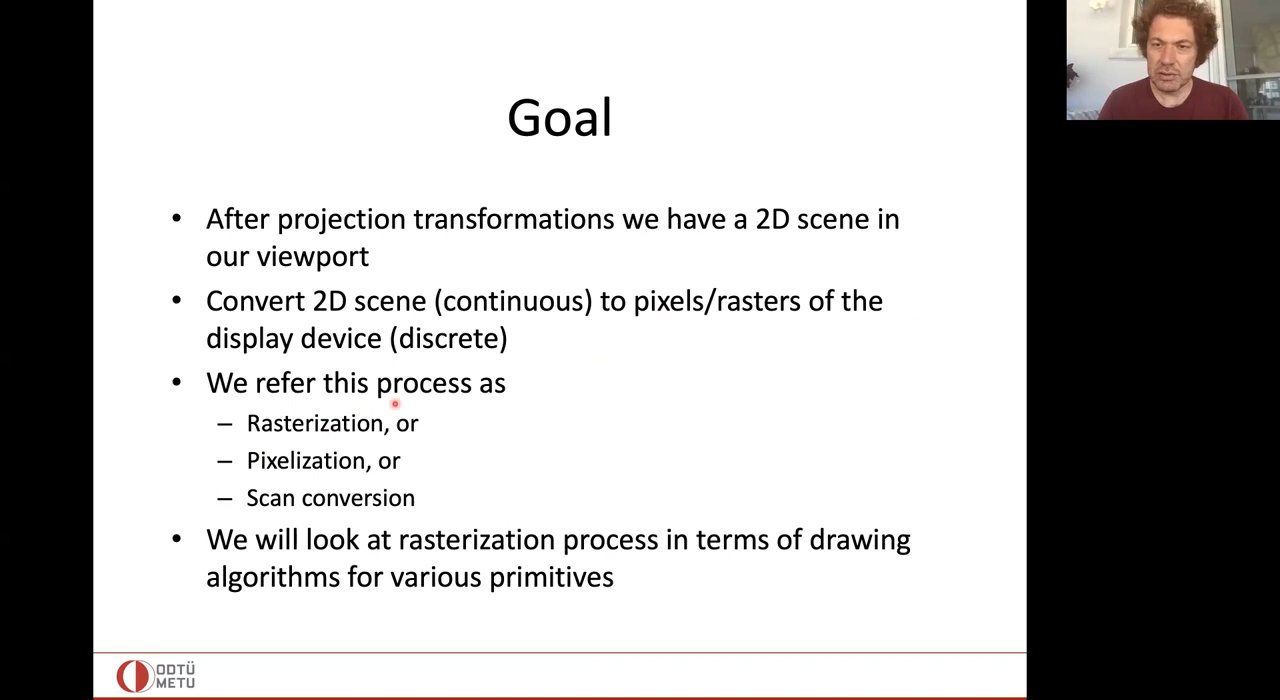 Goal
• After projection transformations we have a 2D scene in
our viewport
• Convert 2D scene (continuous) to pixels/rasters of the
display device (discrete)
• We refer this process as
– Rasterization, or
– Pixelization, or
– Scan conversion
• We will look at rasterization process in terms of drawing
algorithms for various primitives
ODTÜ
METU